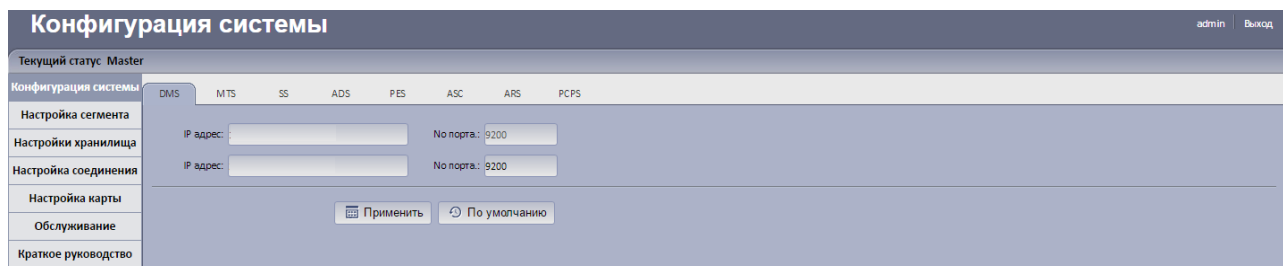 Конфигурация системы
admin Выход
Текущий статус Master
Конфигурация системы
DMS MTS SS ADS PES ASC ARS PCPS
Настройка сегмента
IP адрес: No порта.: 9200
Настройки хранилища
IP адрес: No порта.: 9200
Настройка соединения
Настройка карты
Применить По умолчанию
Обслуживание
Краткое руководство